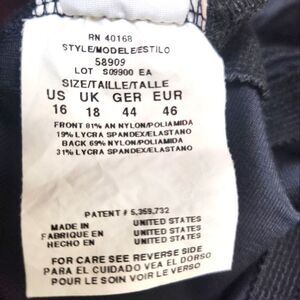 RN 40168
STYLE/MODELE/ESTILO
58909
LOT S09900 EA
SIZE/TAILLE/TALLE
US UK GER EUR
16 18 44 46
FRONT 81% AN NYLON/POLIAMIDA
19% LYCRA SPANDEX/ELASTANO
BACK 69% NYLON/POLIAMIDA
31% LYCRA SPANDEX/ELASTANO
PATENT # 5,359,732
MADE IN UNITED STATES
FABRIQUE EN UNITED STATES
HECHO EN UNITED STATES
FOR CARE SEE REVERSE SIDE
PARA EL CUIDADO VEA EL DORSO
POUR LE SOIN VOIR LE VERSO